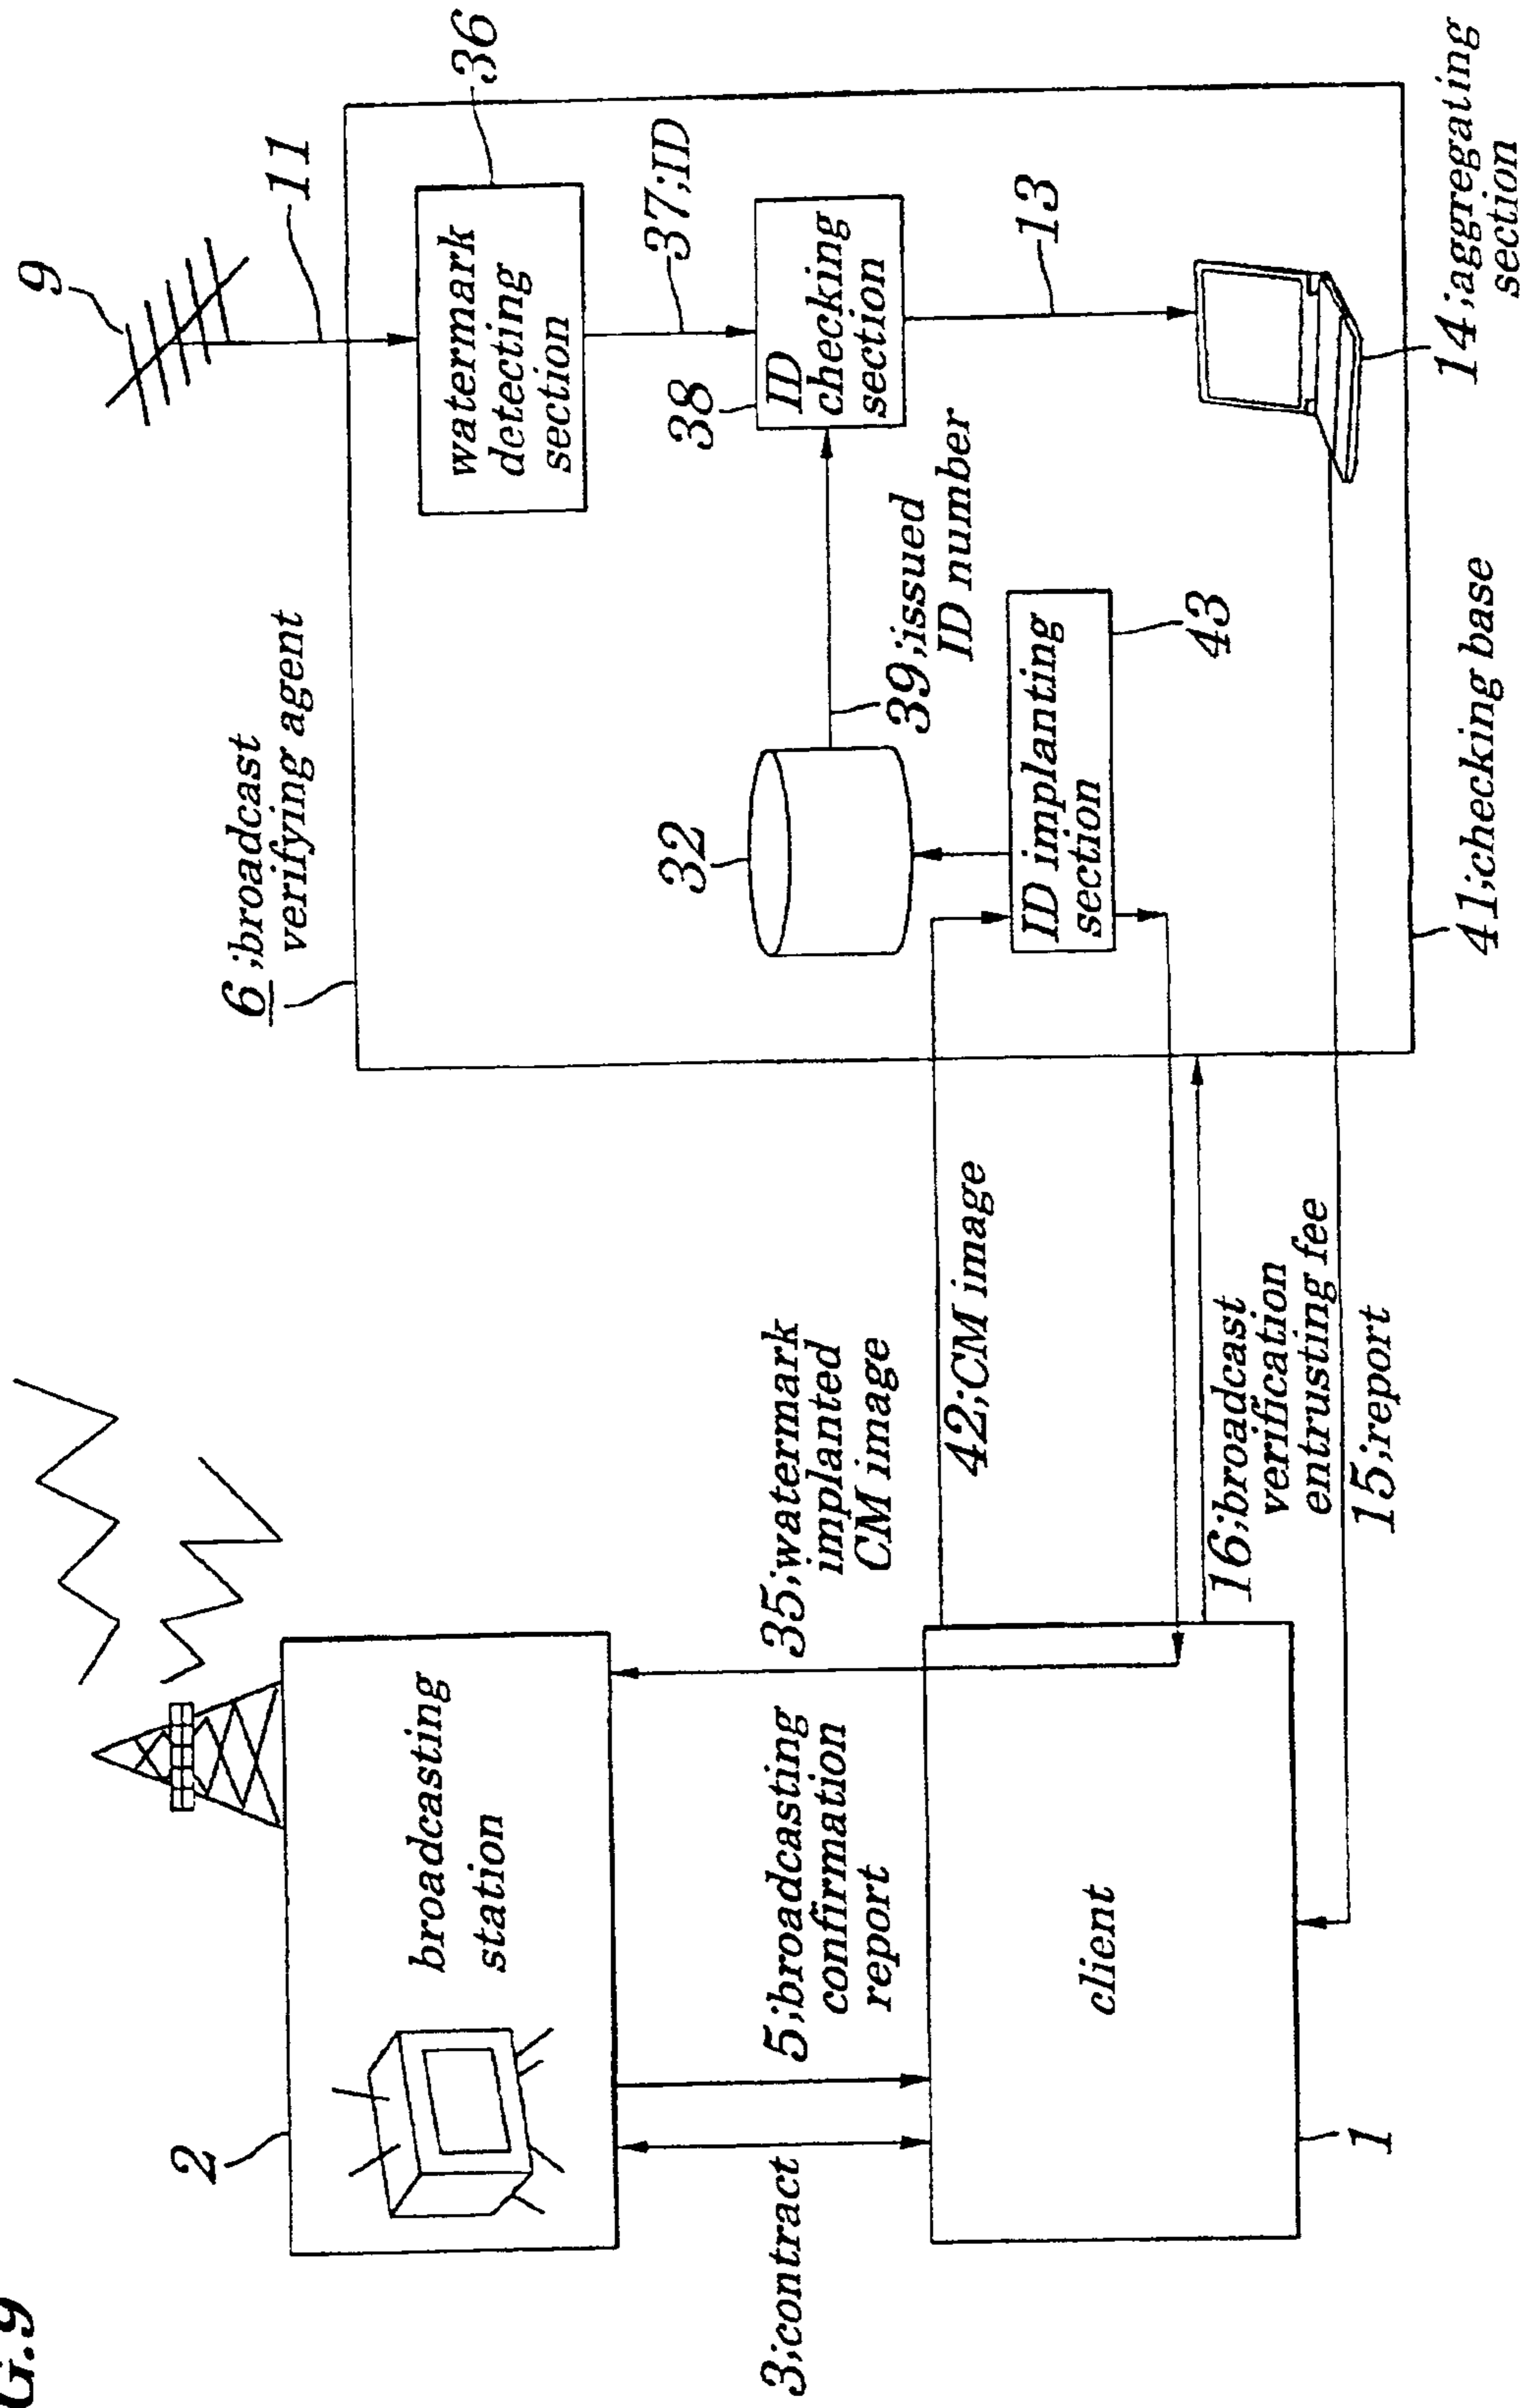 G.9
2
broadcasting
station
3;contract
5;broadcasting
confirmation
report
35;watermark
implanted
CM image
client
1
42;CM image
16;broadcast
verification
entrusting fee
15;report
6;broadcast
verifying agent
9
11
36
watermark
detecting
section
37;ID
38
ID
checking
section
13
32
39;issued
ID number
ID implanting
section
43
14;aggregating
section
41;checking base